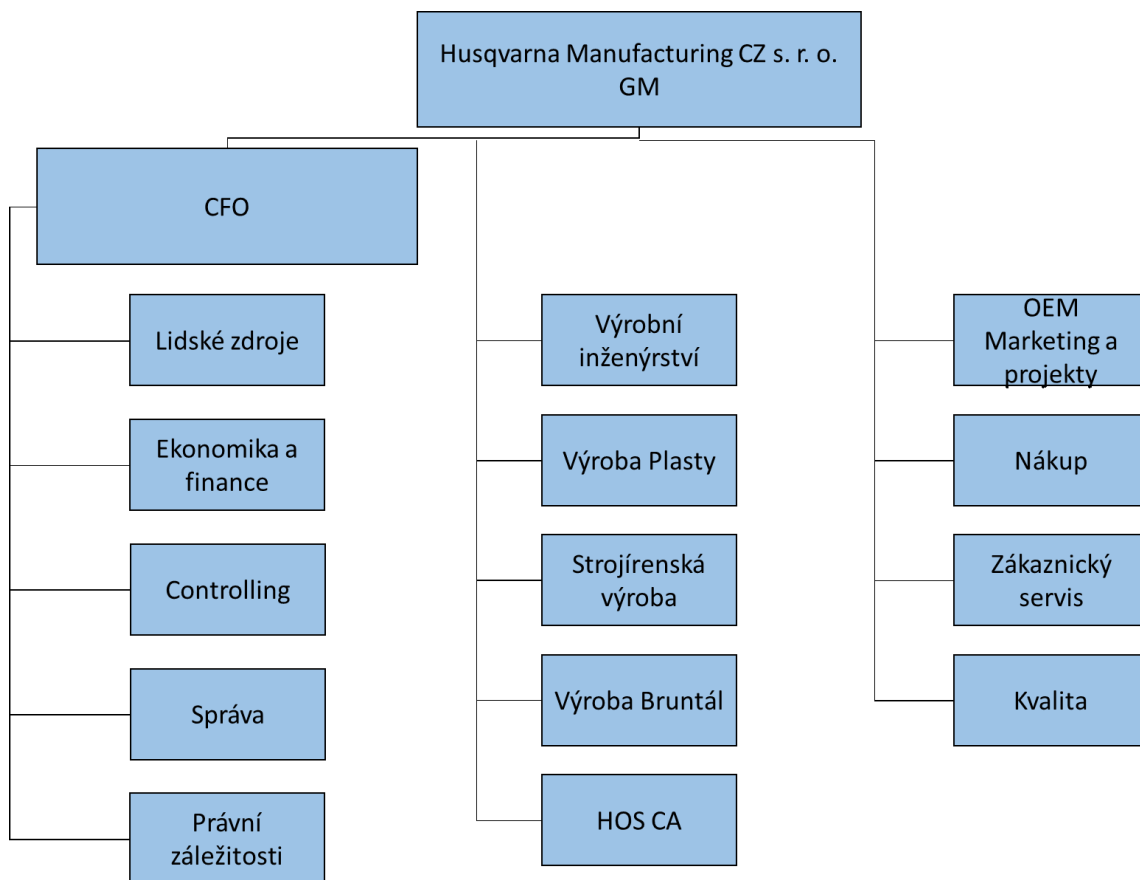 Husqvarna Manufacturing CZ s. r. o.
GM
CFO
Lidské zdroje
Ekonomika a
finance
Controlling
Správa
Právní
záležitosti
Výrobní
inženýrství
Výroba Plasty
Strojírenská
výroba
Výroba Bruntál
HOS CA
OEM
Marketing a
projekty
Nákup
Zákaznický
servis
Kvalita